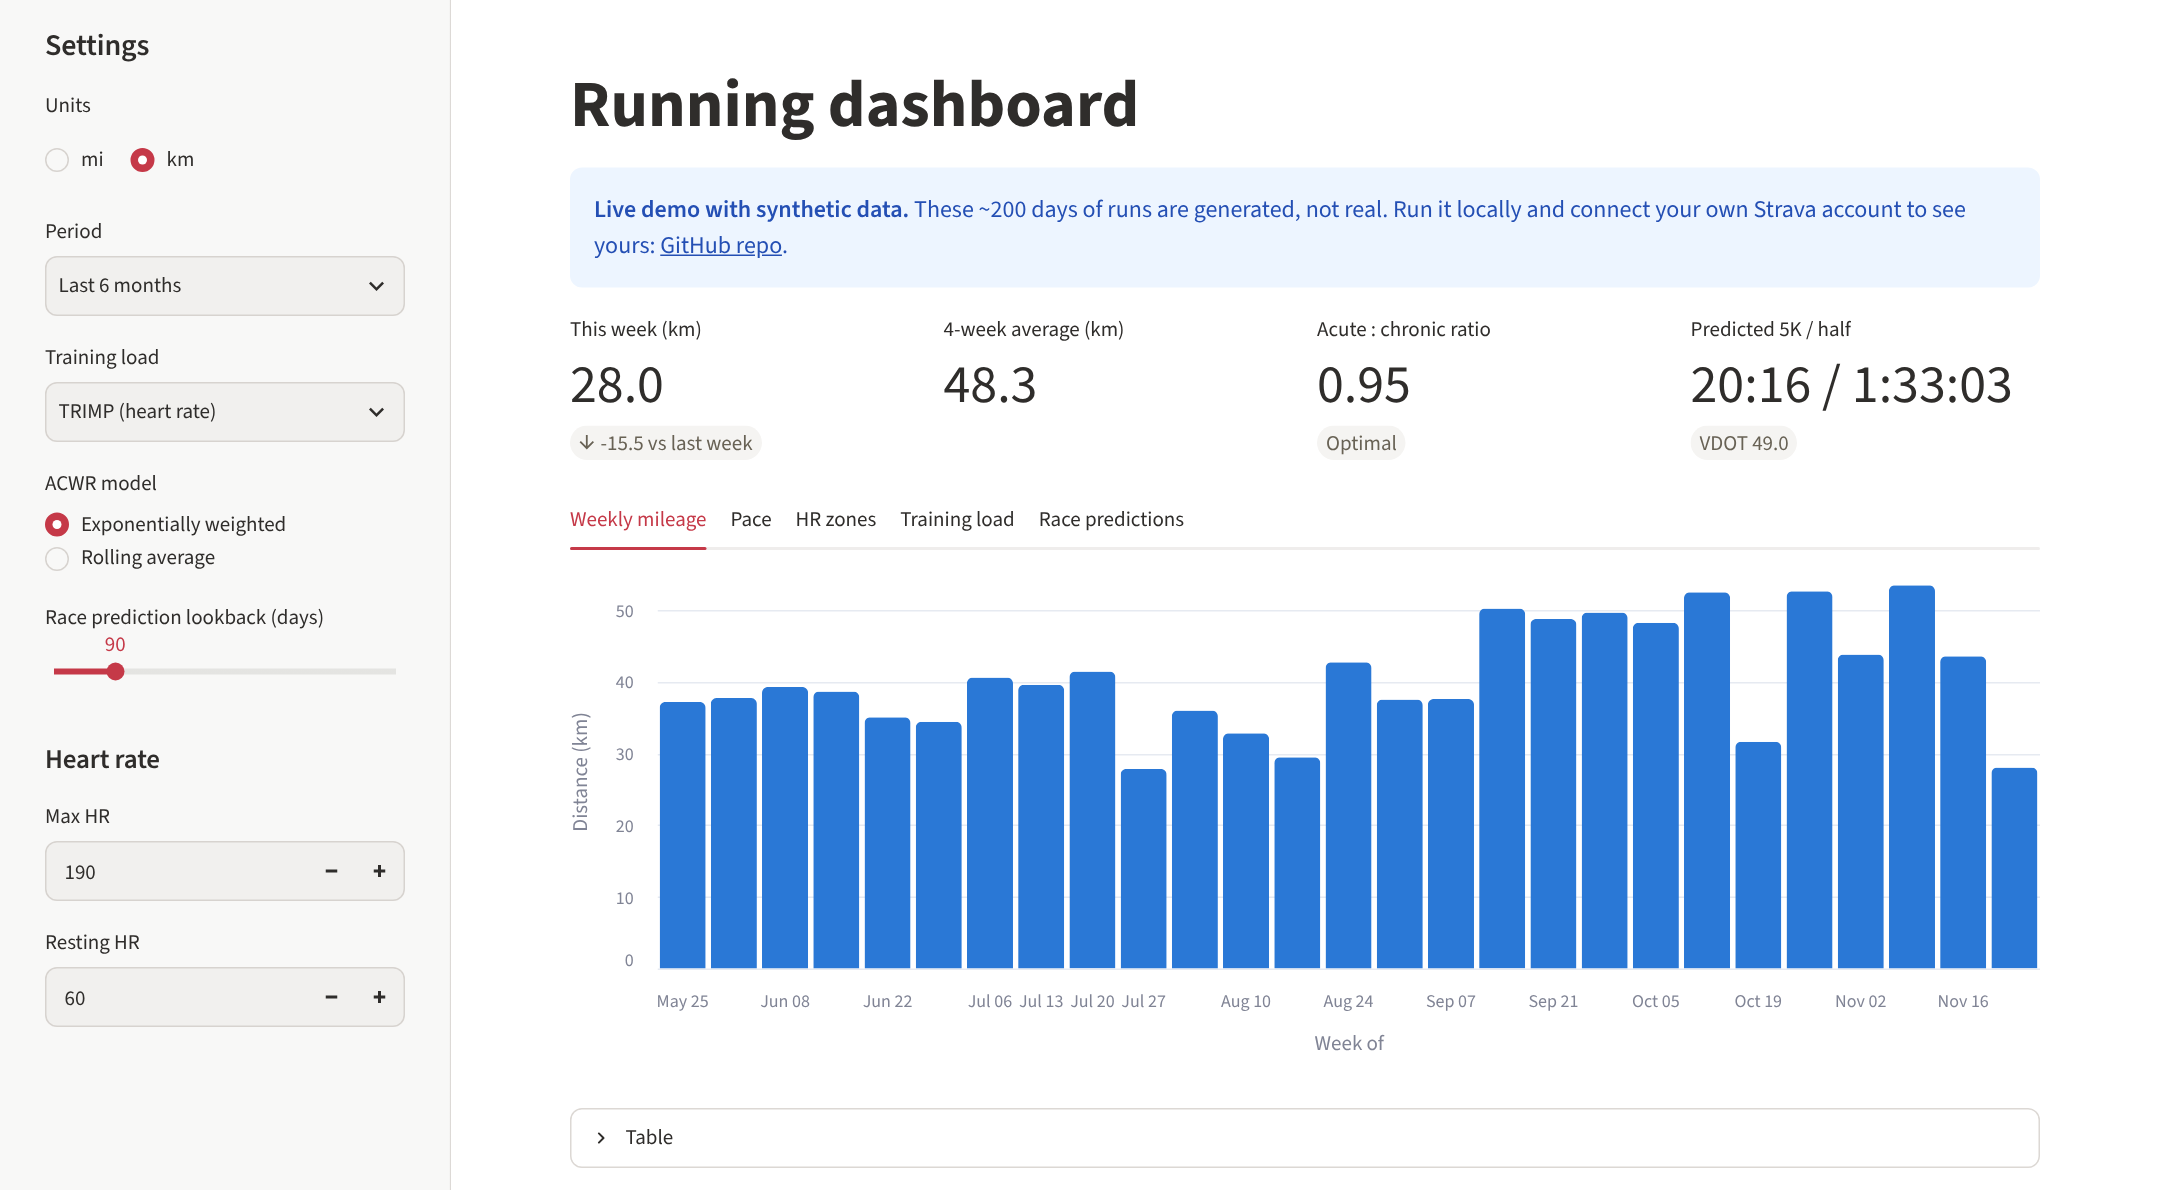 Settings
Units
mi km
Period
Last 6 months
Training load
TRIMP (heart rate)
ACWR model
Exponentially weighted
Rolling average
Race prediction lookback (days)
90
Heart rate
Max HR
190 − +
Resting HR
60 − +
Running dashboard
Live demo with synthetic data. These ~200 days of runs are generated, not real. Run it locally and connect your own Strava account to see
yours: GitHub repo.
This week (km) 4-week average (km) Acute : chronic ratio Predicted 5K / half
28.0 48.3 0.95 20:16 / 1:33:03
↓ -15.5 vs last week Optimal VDOT 49.0
Weekly mileage Pace HR zones Training load Race predictions
50
40
30
20
10
0
Distance (km)
May 25 Jun 08 Jun 22 Jul 06 Jul 13 Jul 20 Jul 27 Aug 10 Aug 24 Sep 07 Sep 21 Oct 05 Oct 19 Nov 02 Nov 16
Week of
Table